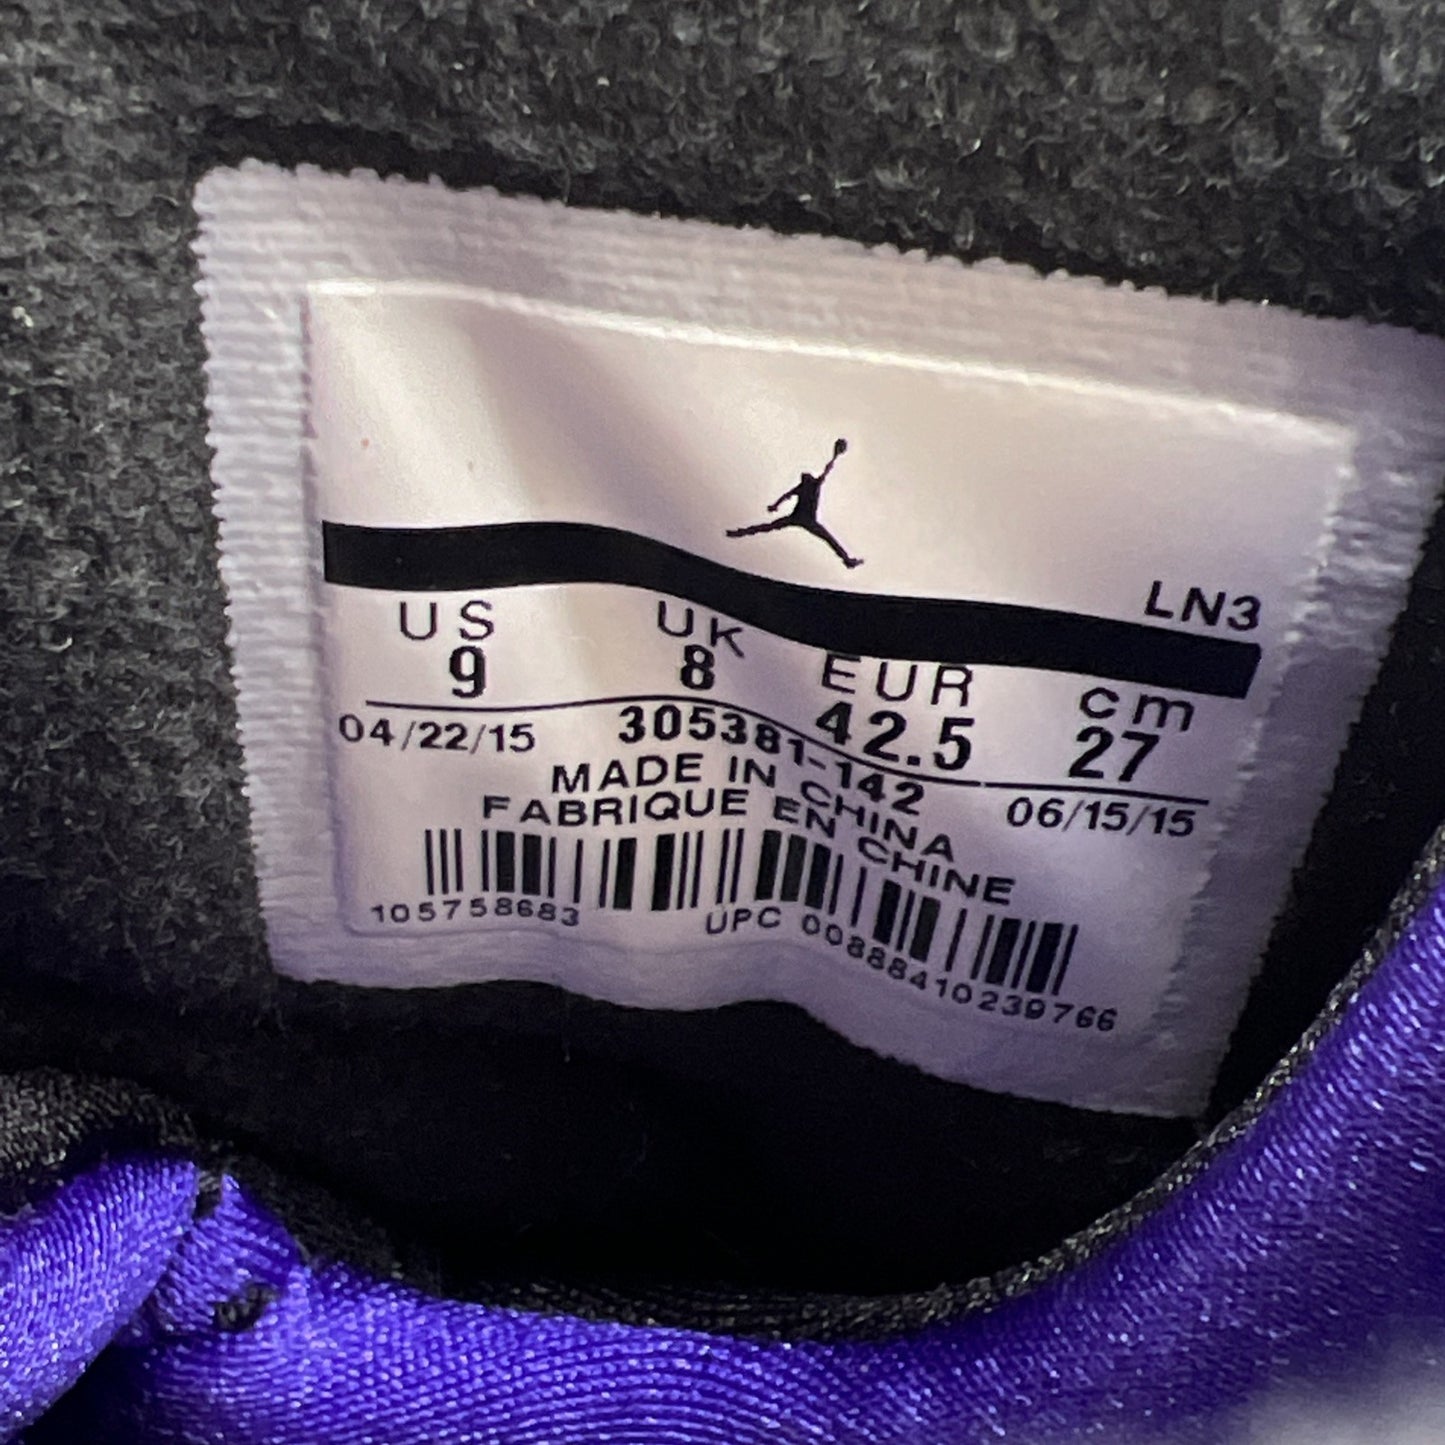 LN3
US UK EUR cm
9 8 42.5 27
04/22/15 305381-142 06/15/15
MADE IN CHINA
FABRIQUE EN CHINE
105758683 UPC 00888410239766